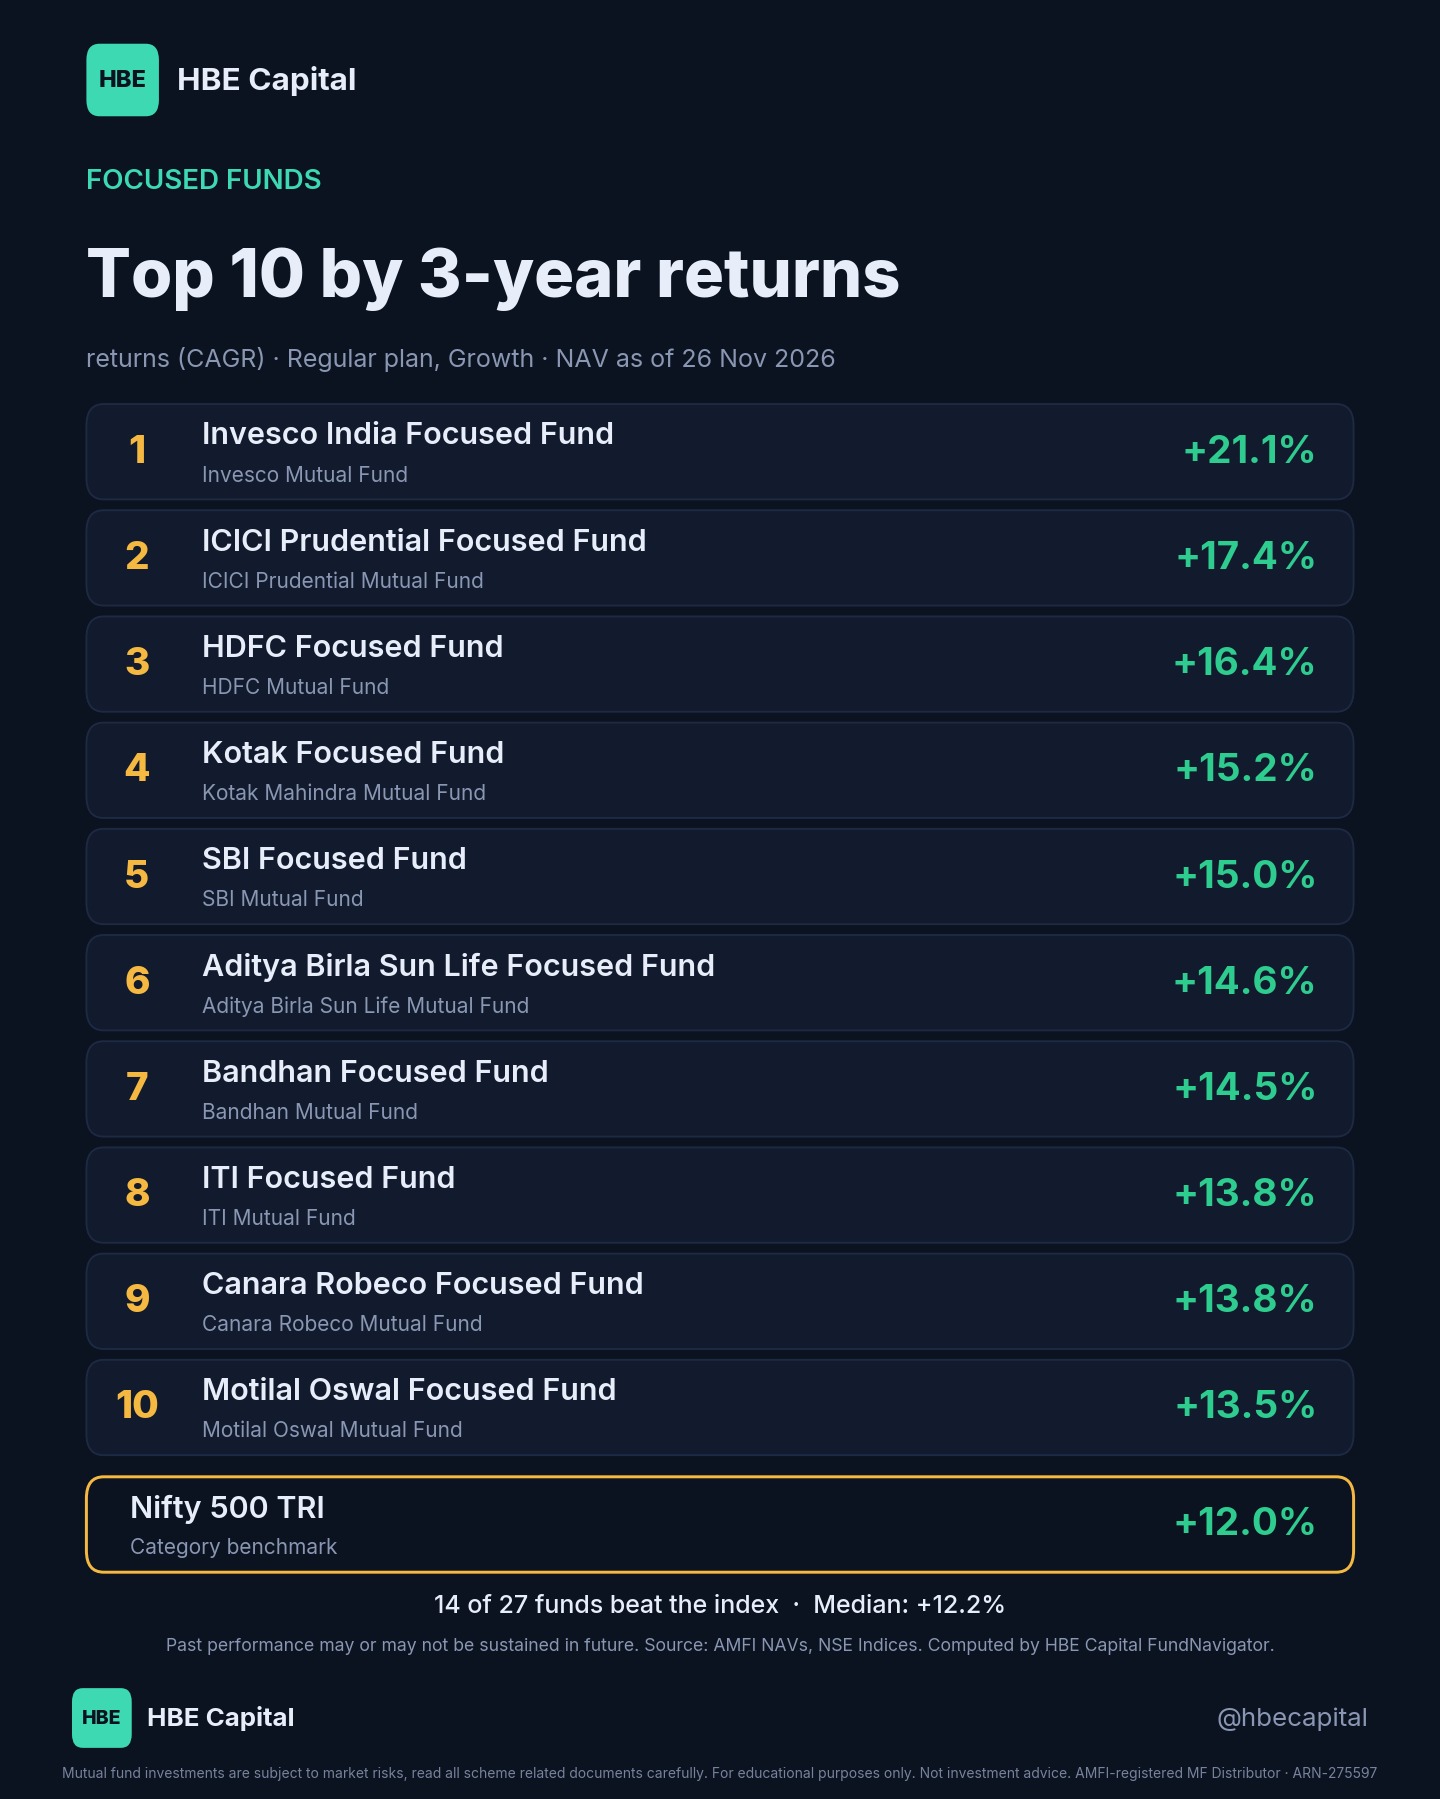 HBE
HBE Capital
FOCUSED FUNDS
Top 10 by 3-year returns
returns (CAGR) · Regular plan, Growth · NAV as of 26 Nov 2026
1
Invesco India Focused Fund
Invesco Mutual Fund
+21.1%
2
ICICI Prudential Focused Fund
ICICI Prudential Mutual Fund
+17.4%
3
HDFC Focused Fund
HDFC Mutual Fund
+16.4%
4
Kotak Focused Fund
Kotak Mahindra Mutual Fund
+15.2%
5
SBI Focused Fund
SBI Mutual Fund
+15.0%
6
Aditya Birla Sun Life Focused Fund
Aditya Birla Sun Life Mutual Fund
+14.6%
7
Bandhan Focused Fund
Bandhan Mutual Fund
+14.5%
8
ITI Focused Fund
ITI Mutual Fund
+13.8%
9
Canara Robeco Focused Fund
Canara Robeco Mutual Fund
+13.8%
10
Motilal Oswal Focused Fund
Motilal Oswal Mutual Fund
+13.5%
Nifty 500 TRI
Category benchmark
+12.0%
14 of 27 funds beat the index · Median: +12.2%
Past performance may or may not be sustained in future. Source: AMFI NAVs, NSE Indices. Computed by HBE Capital FundNavigator.
HBE
HBE Capital
@hbecapital
Mutual fund investments are subject to market risks, read all scheme related documents carefully. For educational purposes only. Not investment advice. AMFI-registered MF Distributor · ARN-275597